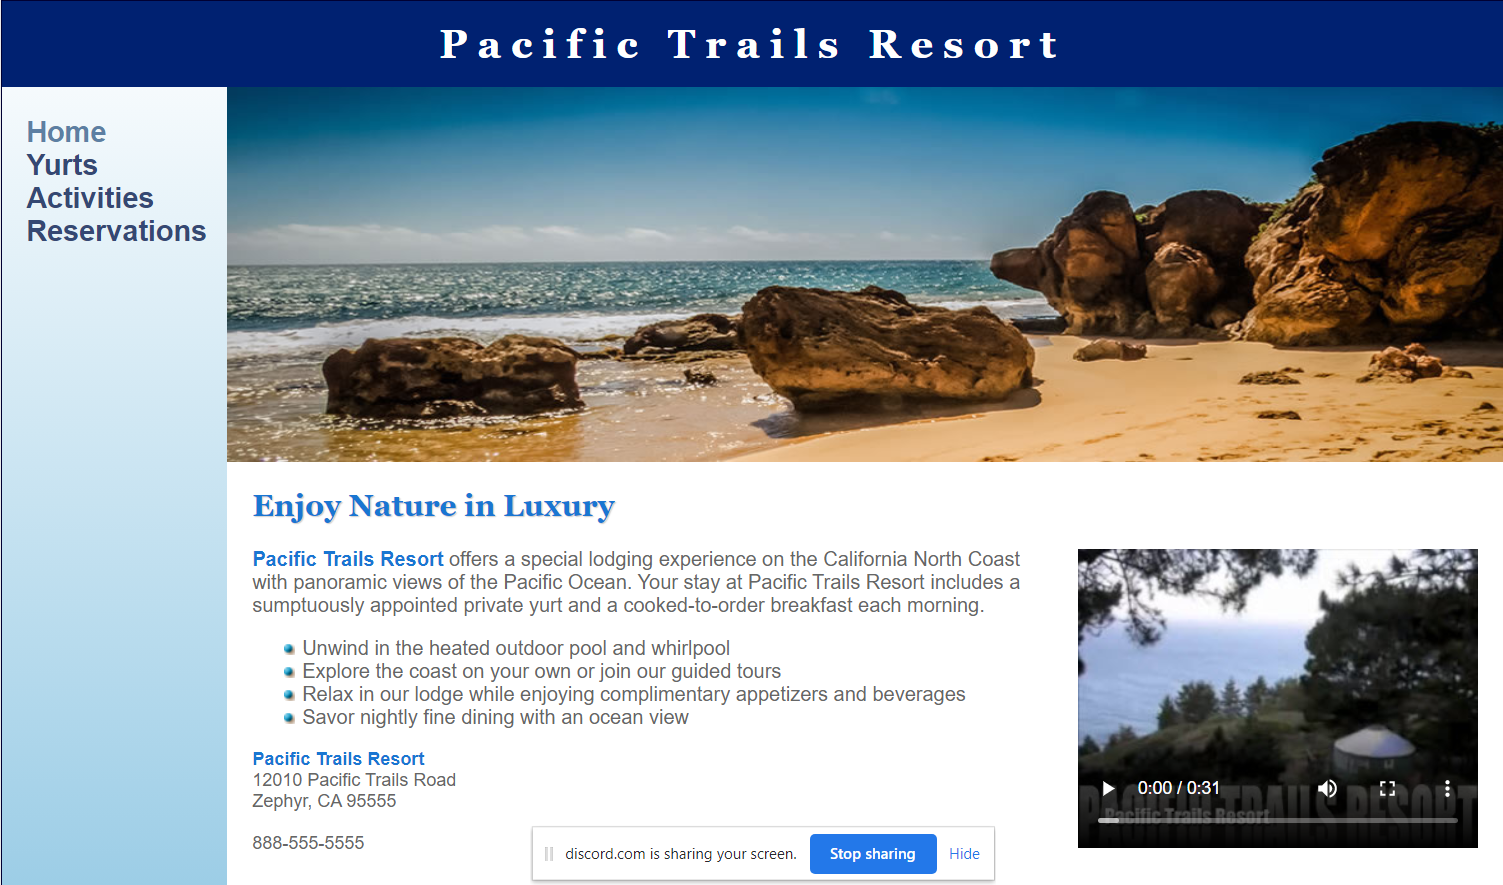 Pacific Trails Resort
Home
Yurts
Activities
Reservations
Enjoy Nature in Luxury
Pacific Trails Resort offers a special lodging experience on the California North Coast
with panoramic views of the Pacific Ocean. Your stay at Pacific Trails Resort includes a
sumptuously appointed private yurt and a cooked-to-order breakfast each morning.
Unwind in the heated outdoor pool and whirlpool
Explore the coast on your own or join our guided tours
Relax in our lodge while enjoying complimentary appetizers and beverages
Savor nightly fine dining with an ocean view
Pacific Trails Resort
12010 Pacific Trails Road
Zephyr, CA 95555
888-555-5555
0:00 / 0:31
PACIFIC TRAILS RESORT
Pacific Trails Resort
discord.com is sharing your screen.
Stop sharing
Hide